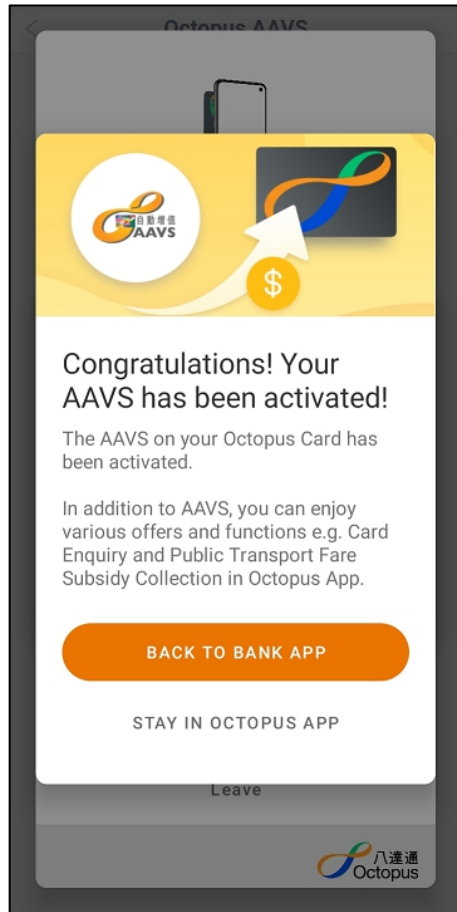 Octopus AAVS
自動增值
AAVS
$
Congratulations! Your
AAVS has been activated!
The AAVS on your Octopus Card has
been activated.
In addition to AAVS, you can enjoy
various offers and functions e.g. Card
Enquiry and Public Transport Fare
Subsidy Collection in Octopus App.
BACK TO BANK APP
STAY IN OCTOPUS APP
Leave
八達通
Octopus